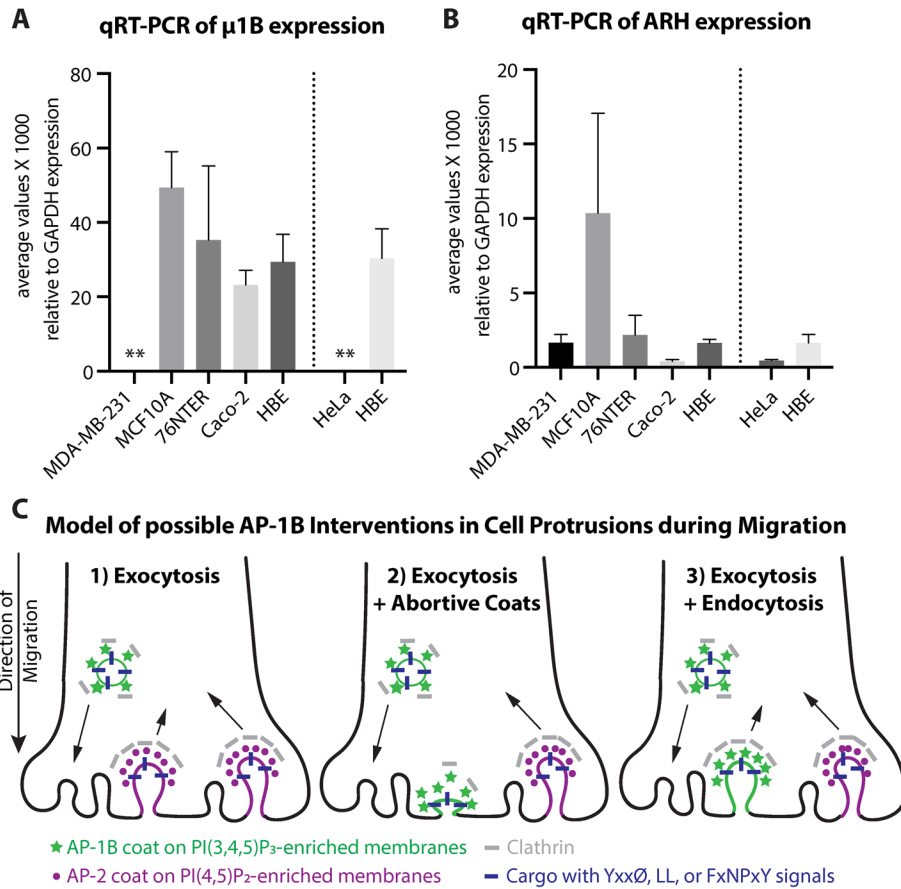 A
qRT-PCR of µ1B expression
average values X 1000
relative to GAPDH expression
80
60
40
20
0
**
**
MDA-MB-231
MCF10A
76NTER
Caco-2
HBE
HeLa
HBE
B
qRT-PCR of ARH expression
average values X 1000
relative to GAPDH expression
20
15
10
5
0
MDA-MB-231
MCF10A
76NTER
Caco-2
HBE
HeLa
HBE
C
Model of possible AP-1B Interventions in Cell Protrusions during Migration
Direction of
Migration
1) Exocytosis
2) Exocytosis
+ Abortive Coats
3) Exocytosis
+ Endocytosis
AP-1B coat on PI(3,4,5)P₃-enriched membranes
Clathrin
AP-2 coat on PI(4,5)P₂-enriched membranes
Cargo with YxxØ, LL, or FxNPxY signals